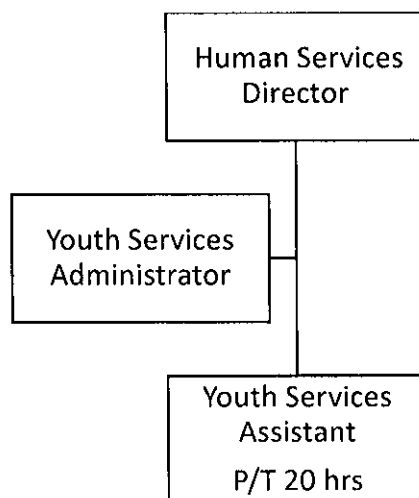 Human Services
Director
Youth Services
Administrator
Youth Services
Assistant
P/T 20 hrs